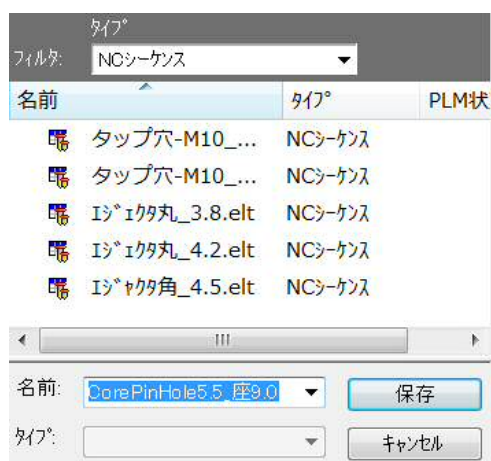 ﾀｲﾌﾟ
ﾌｨﾙﾀ: NCｼｰｹﾝｽ
名前 ﾀｲﾌﾟ PLM状
タップ穴-M10_... NCｼｰｹﾝｽ
タップ穴-M10_... NCｼｰｹﾝｽ
ｴｼﾞｪｸﾀ丸_3.8.elt NCｼｰｹﾝｽ
ｴｼﾞｪｸﾀ丸_4.2.elt NCｼｰｹﾝｽ
ｴｼﾞｬｸﾀ角_4.5.elt NCｼｰｹﾝｽ
名前: CorePinHole5.5_座9.0 保存
ﾀｲﾌﾟ: ｷｬﾝｾﾙ